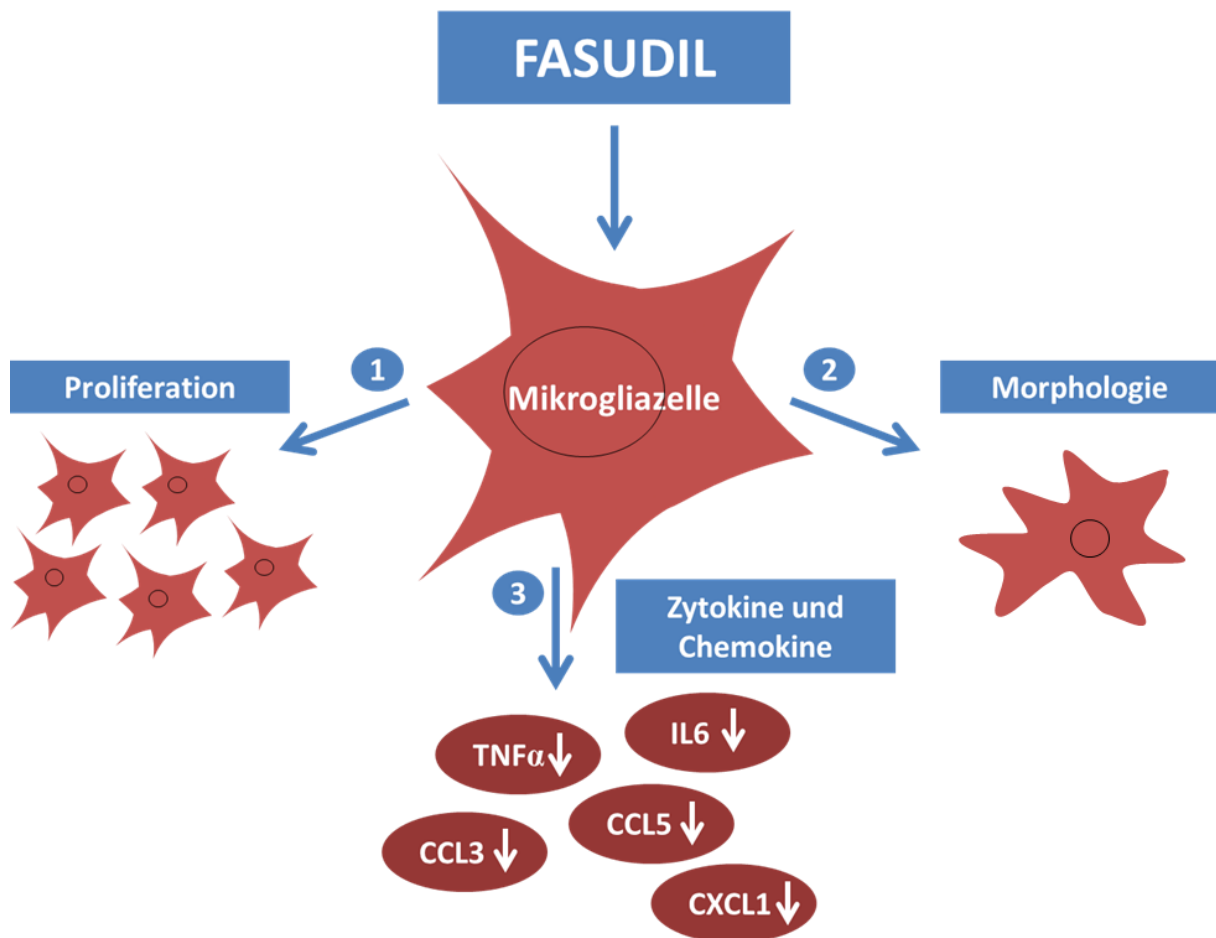 FASUDIL
Mikrogliazelle
1
Proliferation
2
Morphologie
3
Zytokine und
Chemokine
TNFα ↓
IL6 ↓
CCL3 ↓
CCL5 ↓
CXCL1 ↓